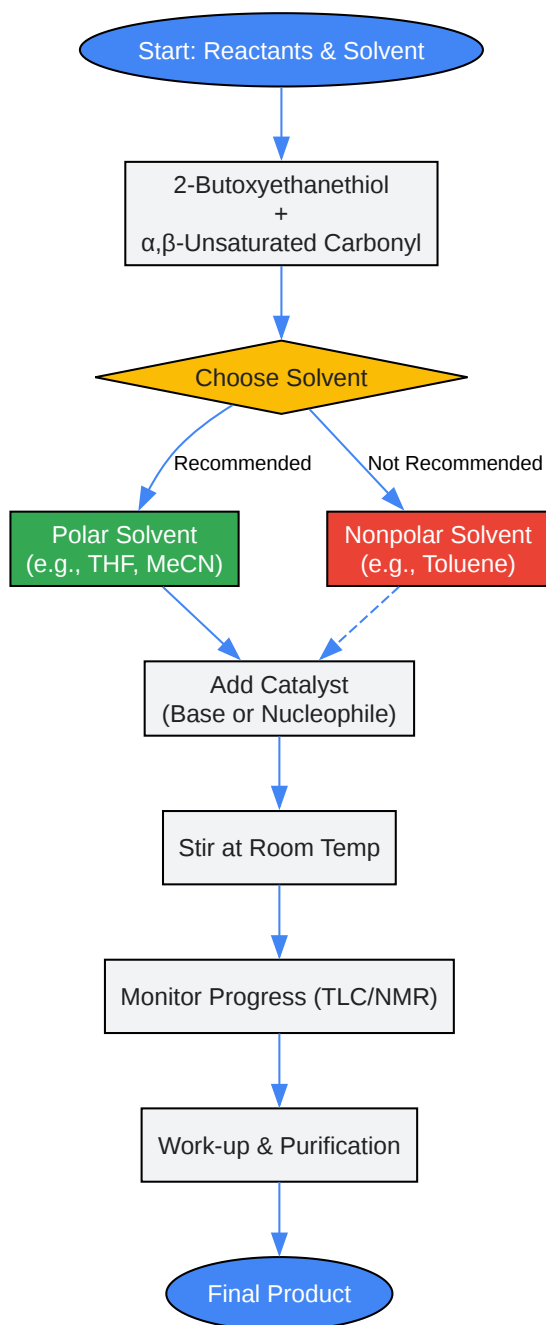 Start: Reactants & Solvent
2-Butoxyethanethiol
+
α,β-Unsaturated Carbonyl
Choose Solvent
Recommended
Not Recommended
Polar Solvent
(e.g., THF, MeCN)
Nonpolar Solvent
(e.g., Toluene)
Add Catalyst
(Base or Nucleophile)
Stir at Room Temp
Monitor Progress (TLC/NMR)
Work-up & Purification
Final Product